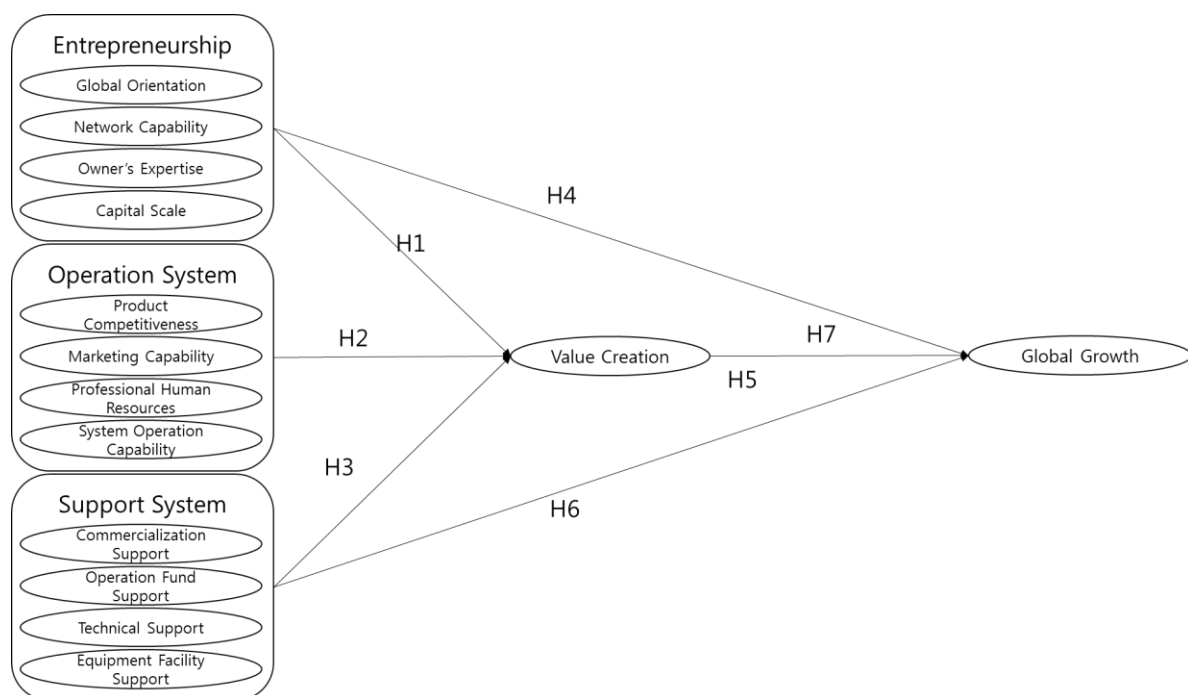 Entrepreneurship
Global Orientation
Network Capability
Owner's Expertise
Capital Scale
Operation System
Product
Competitiveness
Marketing Capability
Professional Human
Resources
System Operation
Capability
Support System
Commercialization
Support
Operation Fund
Support
Technical Support
Equipment Facility
Support
H1
H2
H3
Value Creation
H4
H7
H5
H6
Global Growth